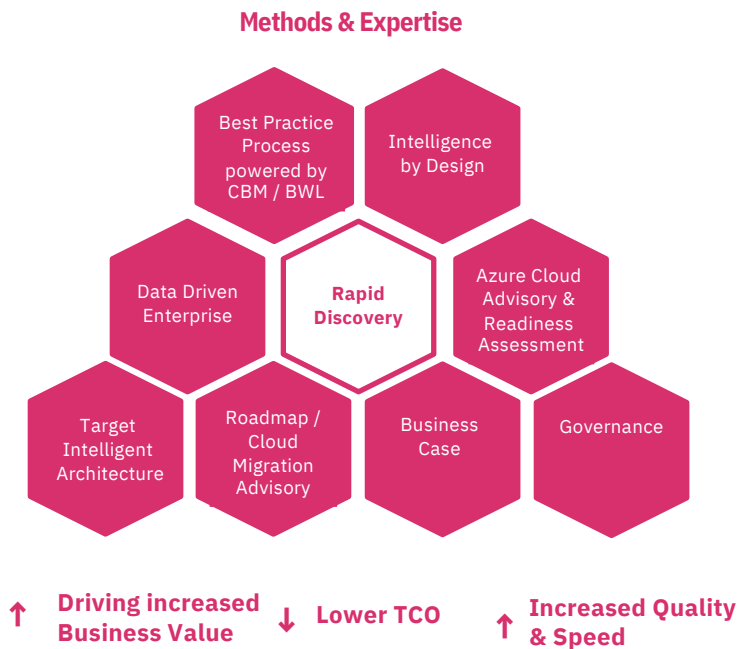 Methods & Expertise
Best Practice
Process
powered by
CBM / BWL
Intelligence
by Design
Data Driven
Enterprise
Rapid
Discovery
Azure Cloud
Advisory &
Readiness
Assessment
Target
Intelligent
Architecture
Roadmap /
Cloud
Migration
Advisory
Business
Case
Governance
↑ Driving increased
Business Value
↓ Lower TCO
↑ Increased Quality
& Speed